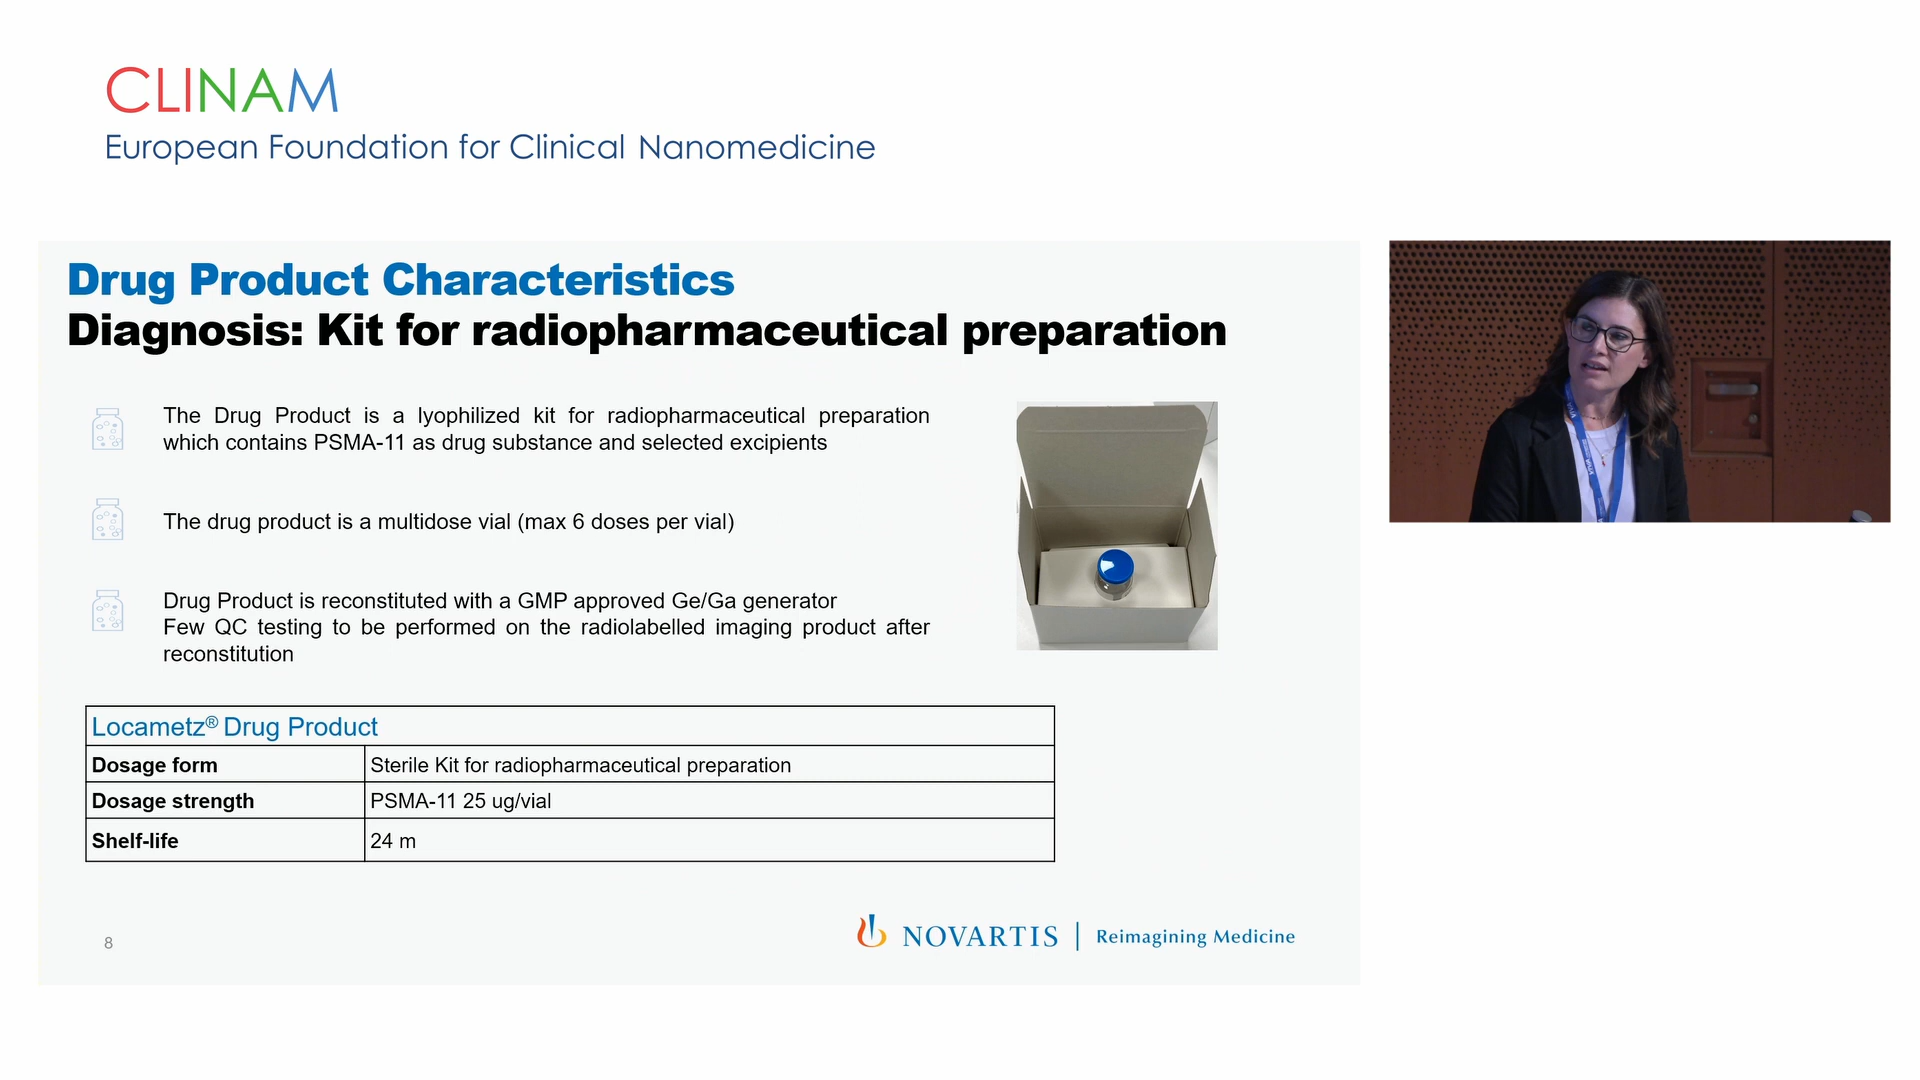 CLINAM
European Foundation for Clinical Nanomedicine
Drug Product Characteristics
Diagnosis: Kit for radiopharmaceutical preparation
The Drug Product is a lyophilized kit for radiopharmaceutical preparation
which contains PSMA-11 as drug substance and selected excipients
The drug product is a multidose vial (max 6 doses per vial)
Drug Product is reconstituted with a GMP approved Ge/Ga generator
Few QC testing to be performed on the radiolabelled imaging product after
reconstitution
Locametz® Drug Product
Dosage form Sterile Kit for radiopharmaceutical preparation
Dosage strength PSMA-11 25 ug/vial
Shelf-life 24 m
8
NOVARTIS | Reimagining Medicine